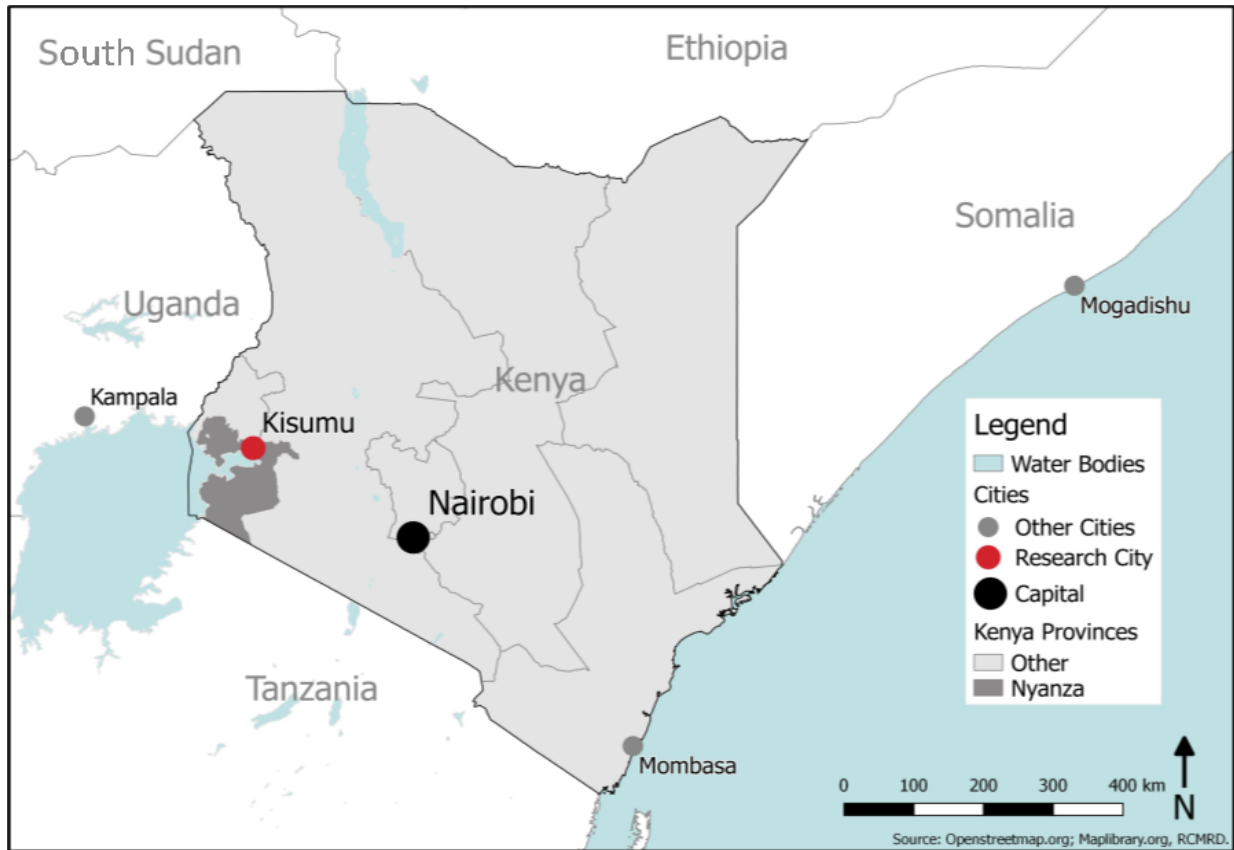 South Sudan
Ethiopia
Somalia
Uganda
Mogadishu
Kenya
Kampala
Kisumu
Nairobi
Tanzania
Mombasa
Legend
Water Bodies
Cities
Other Cities
Research City
Capital
Kenya Provinces
Other
Nyanza
0 100 200 300 400 km
N
Source: Openstreetmap.org; Maplibrary.org, RCMRD.